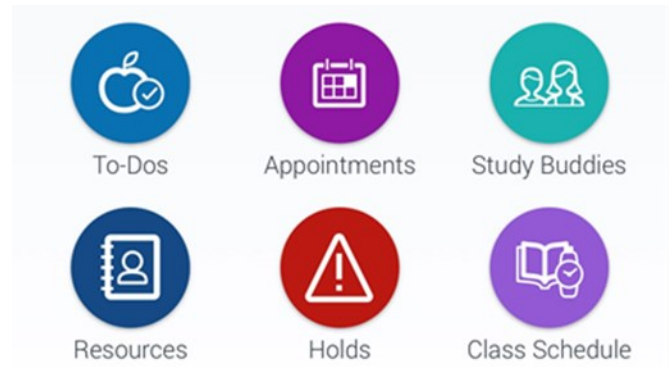 To-Dos
Appointments
Study Buddies
Resources
Holds
Class Schedule